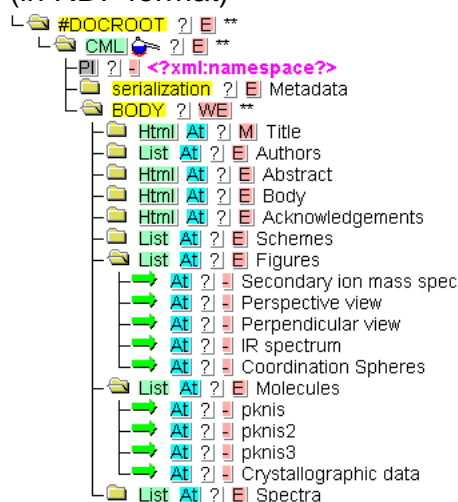 (in RDF format)
#DOCROOT ?| E| **
CML ?| E| **
PI ?| -| <?xml:namespace?>
serialization ?| E| Metadata
BODY ?| WE| **
Html| At| ?| M| Title
List At| ?| E| Authors
Html| At| ?| E| Abstract
Html| At| ?| E| Body
Html| At| ?| E| Acknowledgements
List At| ?| E| Schemes
List At| ?| E| Figures
At| ?| -| Secondary ion mass spec
At| ?| -| Perspective view
At| ?| -| Perpendicular view
At| ?| -| IR spectrum
At| ?| -| Coordination Spheres
List At| ?| E| Molecules
At| ?| -| pknis
At| ?| -| pknis2
At| ?| -| pknis3
At| ?| -| Crystallographic data
List At| ?| E| Spectra